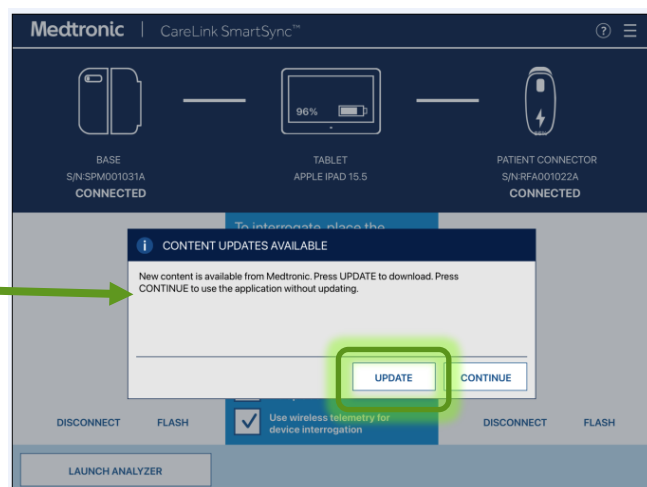 Medtronic | CareLink SmartSync™ ?
96%
BASE
S/N:SPM001031A
CONNECTED
TABLET
APPLE IPAD 15.5
PATIENT CONNECTOR
S/N:RFA001022A
CONNECTED
To interrogate, place the
i CONTENT UPDATES AVAILABLE
New content is available from Medtronic. Press UPDATE to download. Press
CONTINUE to use the application without updating.
UPDATE CONTINUE
DISCONNECT FLASH
Use wireless telemetry for
device interrogation
DISCONNECT FLASH
LAUNCH ANALYZER